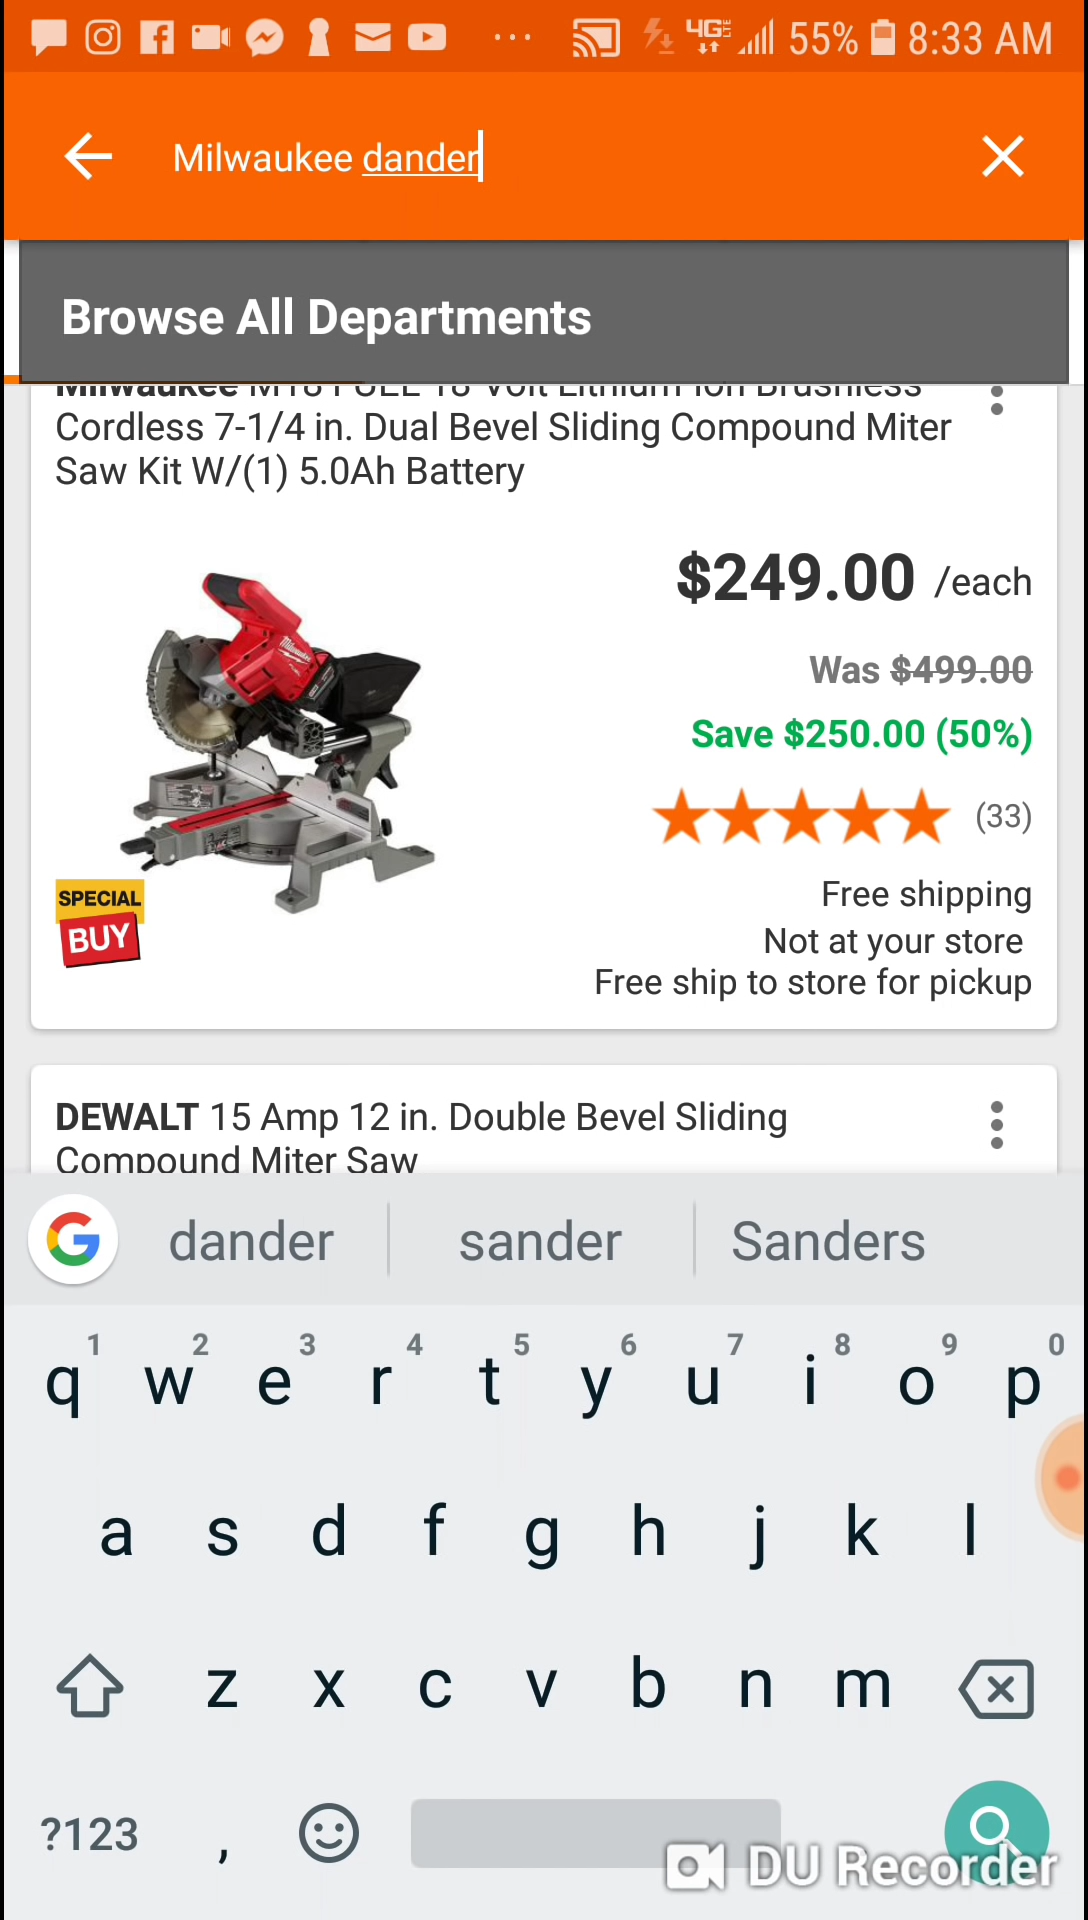 4G LTE 55% 8:33 AM
Milwaukee dander
Browse All Departments
Milwaukee M18 FUEL 18-Volt Lithium-Ion Brushless
Cordless 7-1/4 in. Dual Bevel Sliding Compound Miter
Saw Kit W/(1) 5.0Ah Battery
$249.00 /each
Was $499.00
Save $250.00 (50%)
(33)
Milwaukee
SPECIAL
BUY
Free shipping
Not at your store
Free ship to store for pickup
DEWALT 15 Amp 12 in. Double Bevel Sliding
Compound Miter Saw
G dander sander Sanders
1 2 3 4 5 6 7 8 9 0
q w e r t y u i o p
a s d f g h j k l
z x c v b n m
?123 ,
DU Recorder